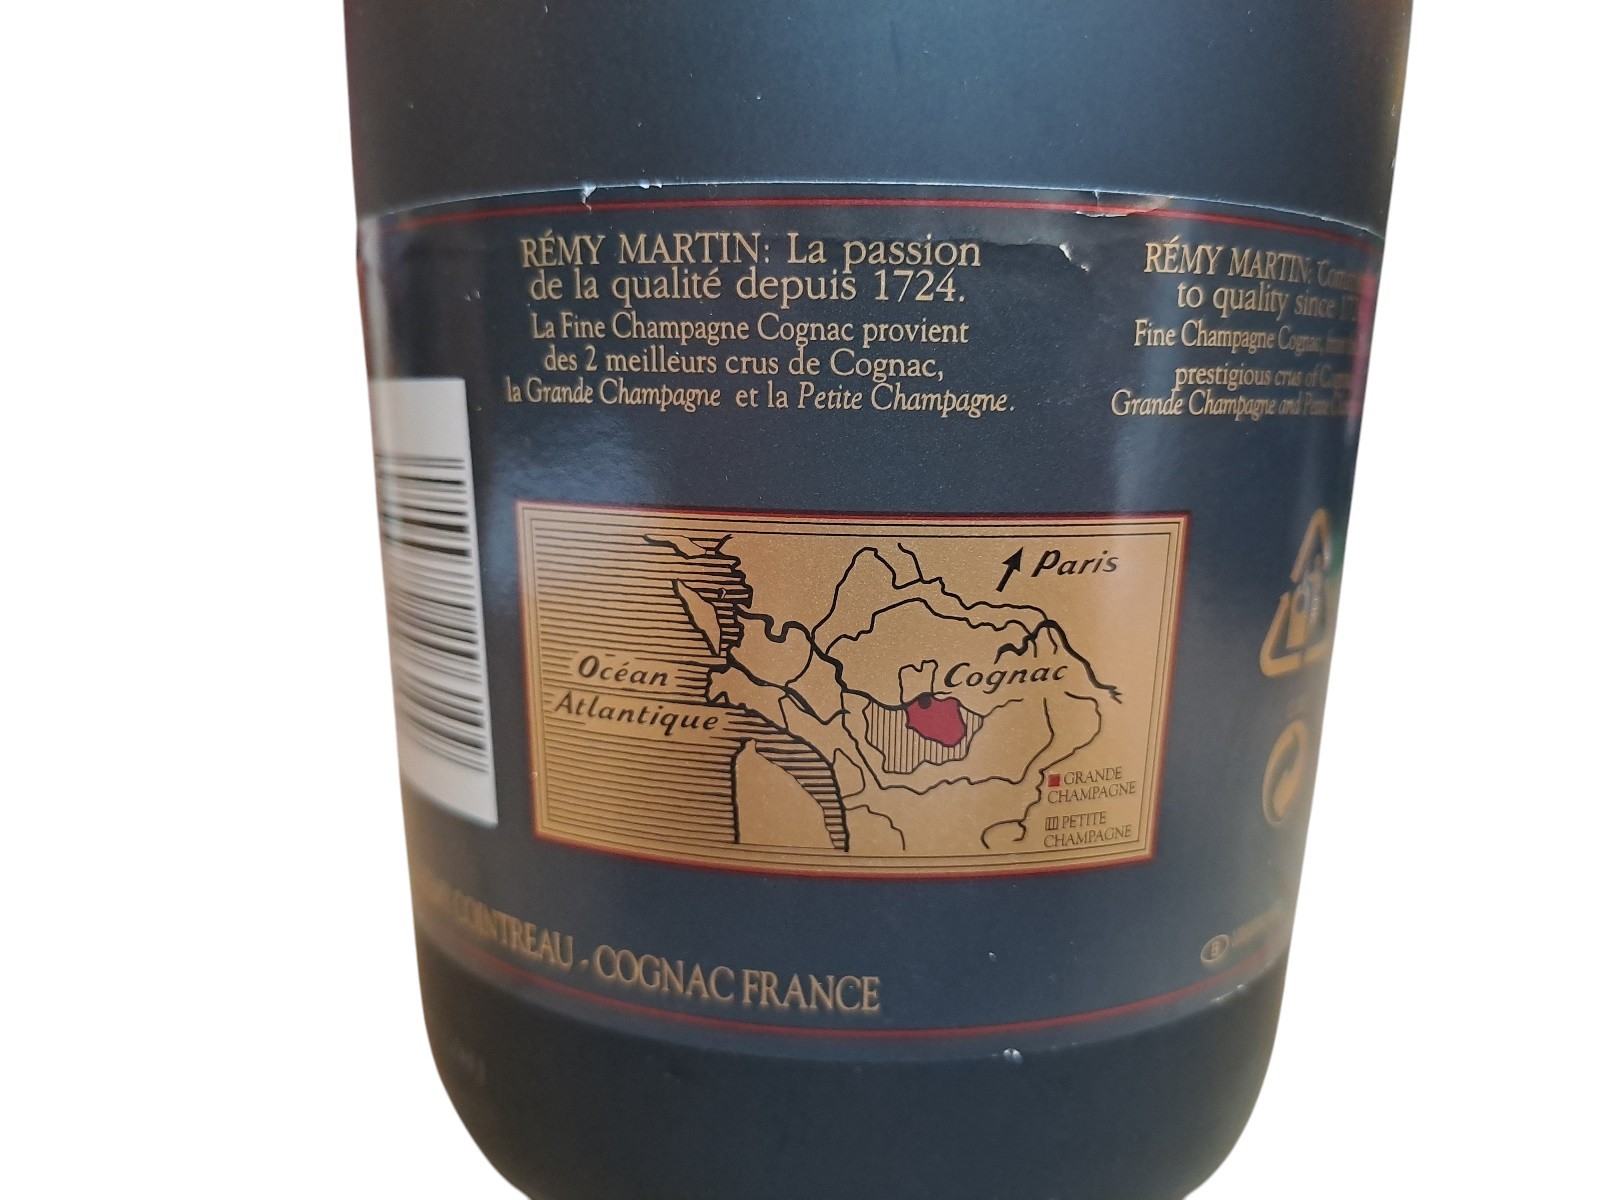 RÉMY MARTIN: La passion
de la qualité depuis 1724.
La Fine Champagne Cognac provient
des 2 meilleurs crus de Cognac,
la Grande Champagne et la Petite Champagne.
RÉMY MARTIN:
to quality since
Fine Champagne Cognac,
prestigious crus of
Grande Champagne and
Paris
Océan
Atlantique
Cognac
GRANDE
CHAMPAGNE
PETITE
CHAMPAGNE
COINTREAU - COGNAC FRANCE